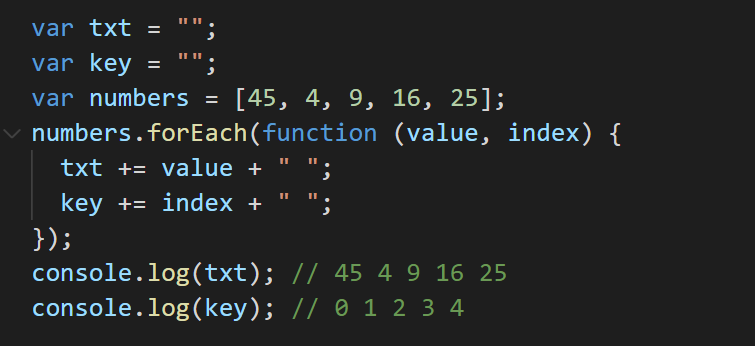 var txt = "";
var key = "";
var numbers = [45, 4, 9, 16, 25];
numbers.forEach(function (value, index) {
  txt += value + " ";
  key += index + " ";
});
console.log(txt); // 45 4 9 16 25
console.log(key); // 0 1 2 3 4